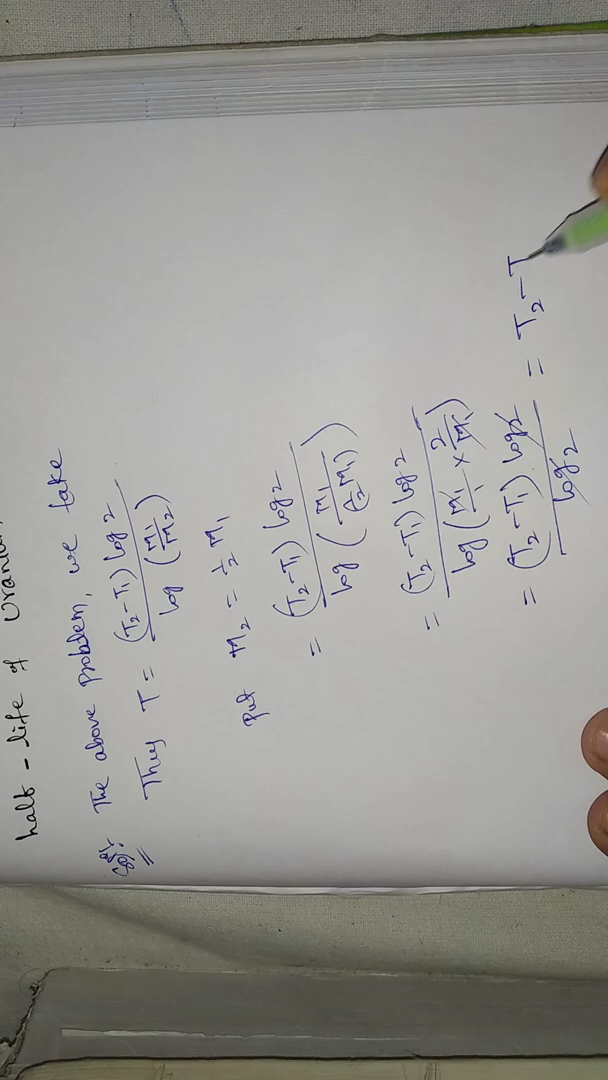 half - life of Uranium,
Sol: The above problem, we take
Thus T = (T₂-T₁) log 2 / log (M₁/M₂)
put M₂ = ½ M₁
= (T₂-T₁) log 2 / log (M₁/(½ M₁))
= (T₂-T₁) log 2 / log (M₁/1 × 2/M₁)
= (T₂-T₁) log 2 / log 2 = T₂ - T